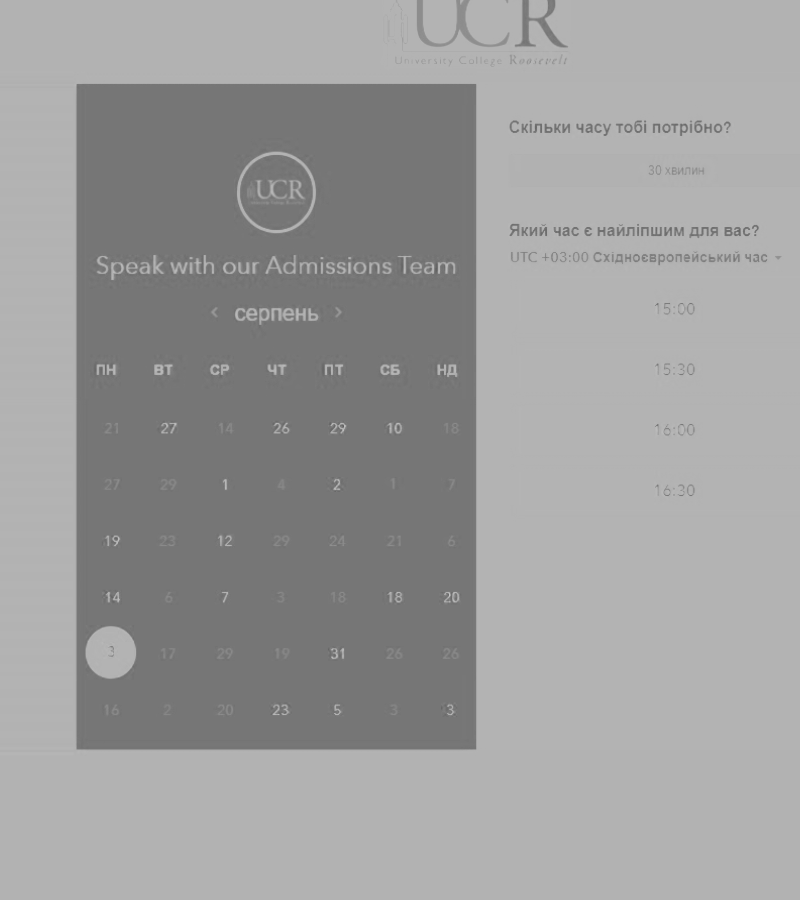 UCR
University College Roosevelt
UCR
Speak with our Admissions Team
серпень
ПН ВТ СР ЧТ ПТ СБ НД
21 27 14 26 29 10 18
27 29 1 4 2 1 7
19 23 12 29 24 21 6
14 6 7 3 18 18 20
3 17 29 19 31 26 26
16 2 20 23 5 3 3
Скільки часу тобі потрібно?
30 хвилин
Який час є найліпшим для вас?
UTC +03:00 Східноєвропейський час
15:00
15:30
16:00
16:30